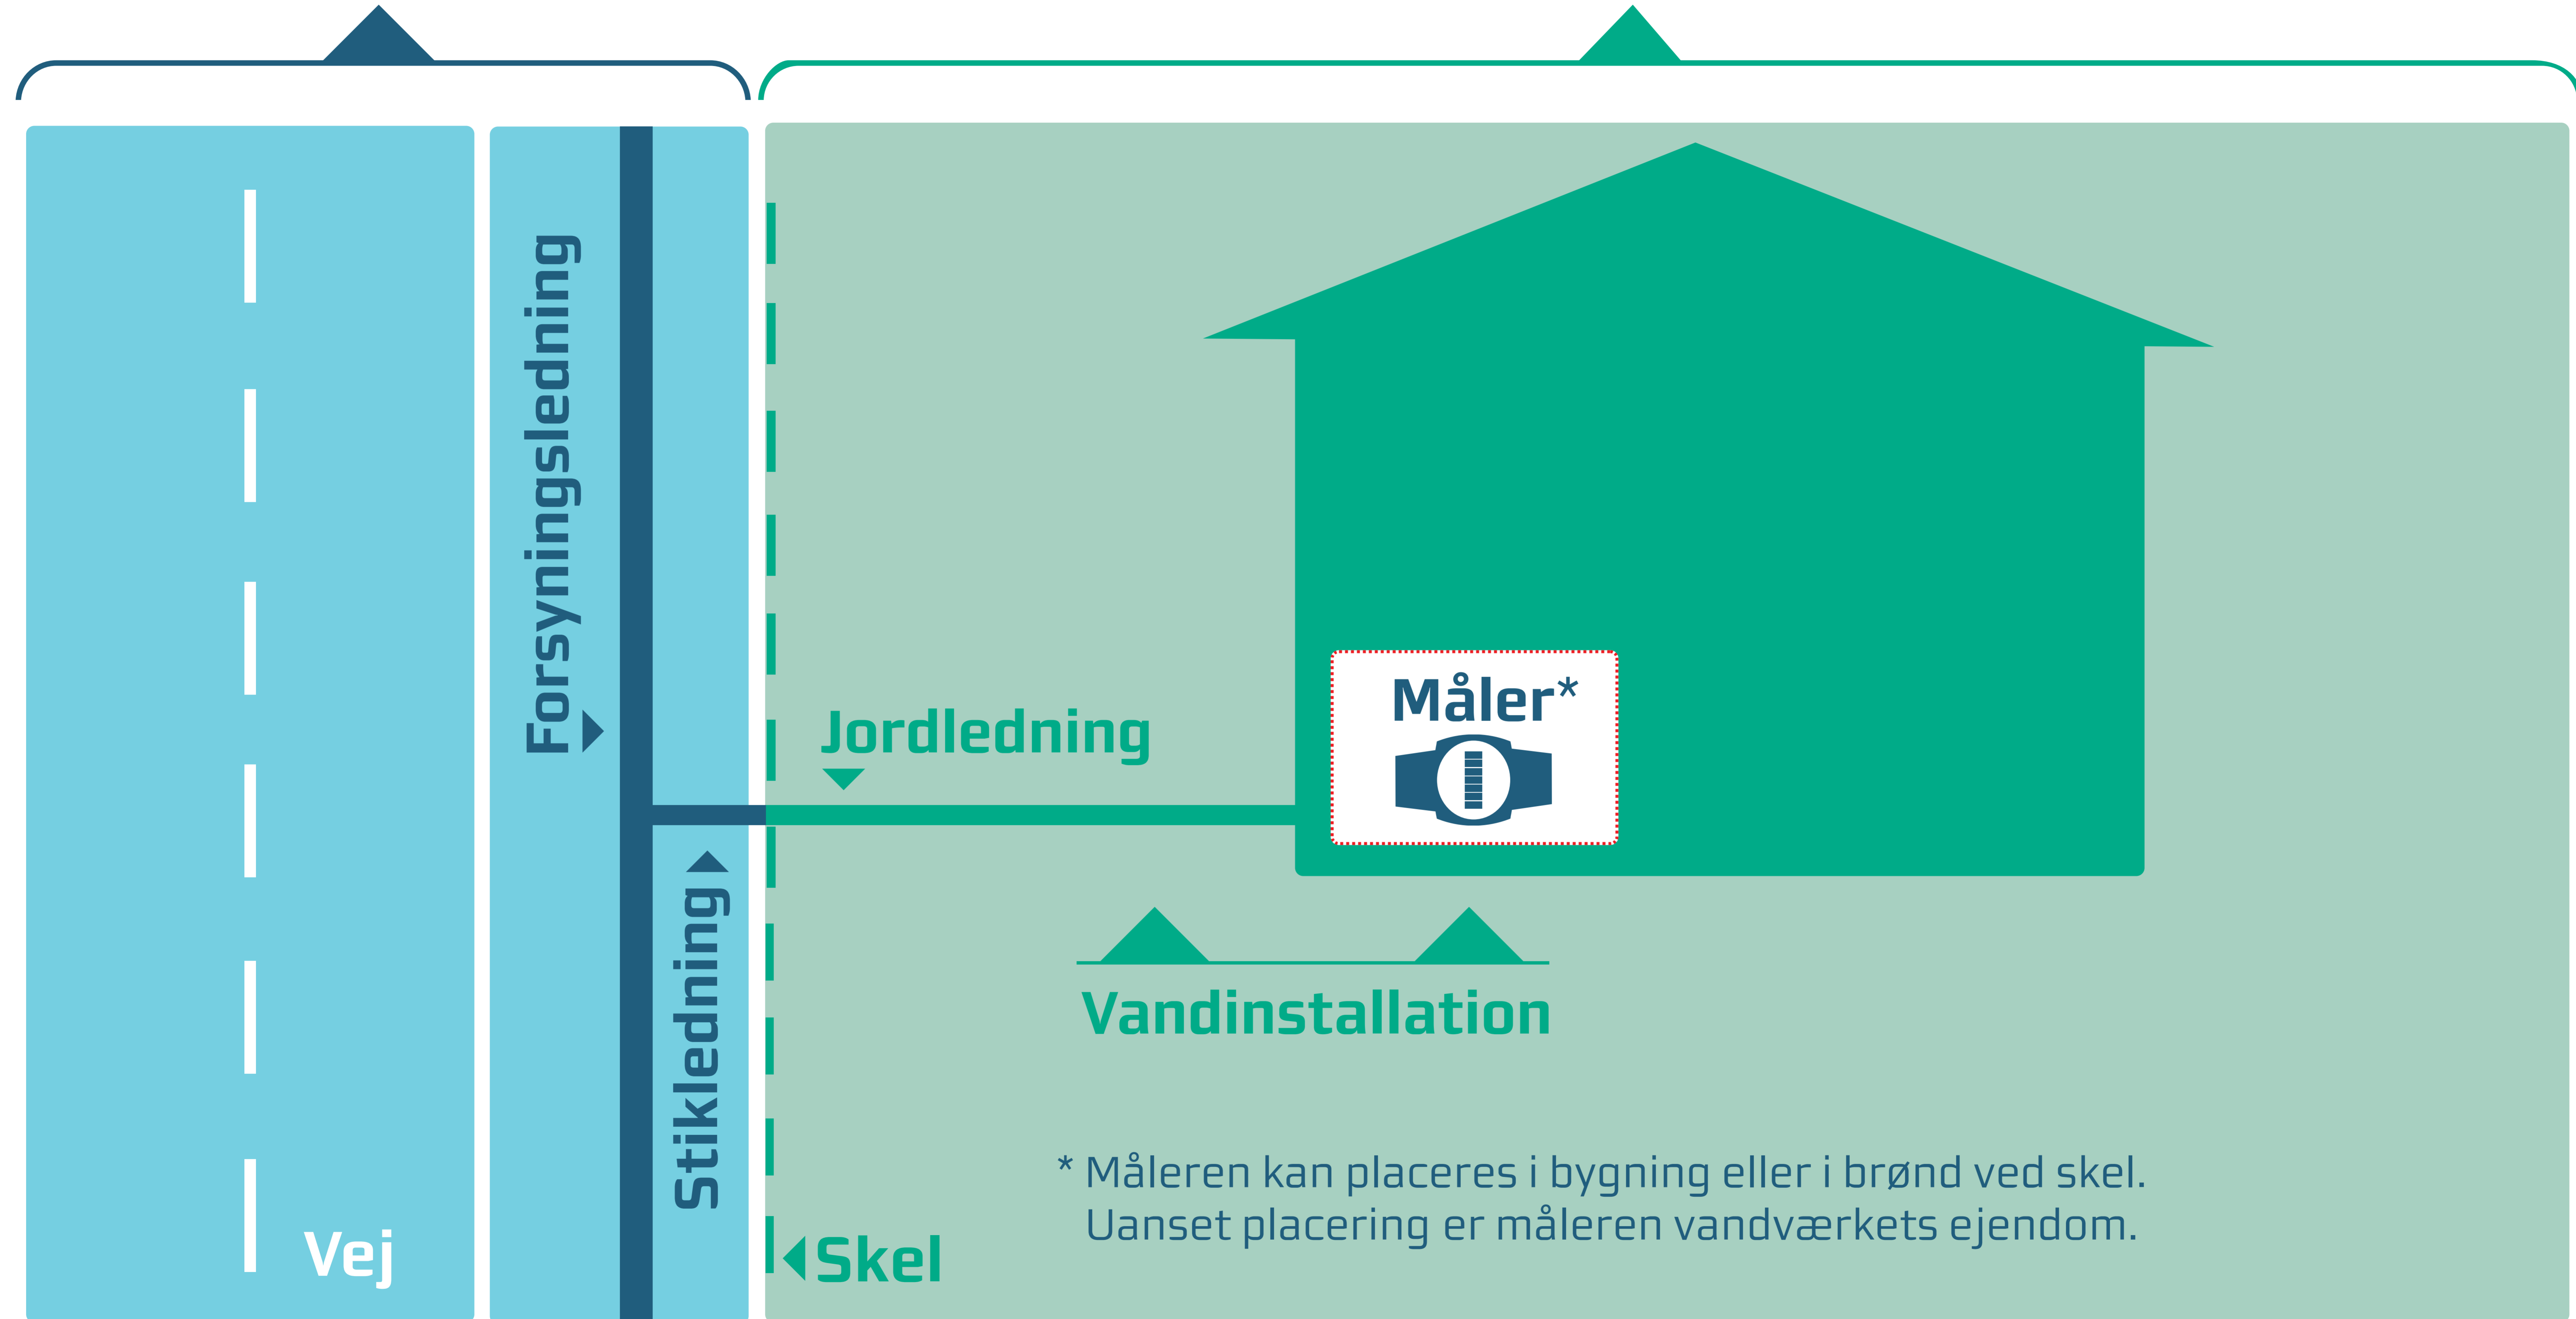 Forsyningsledning
Jordledning
Måler*
Stikledning
Vandinstallation
* Måleren kan placeres i bygning eller i brønd ved skel.
Uanset placering er måleren vandværkets ejendom.
Vej
Skel